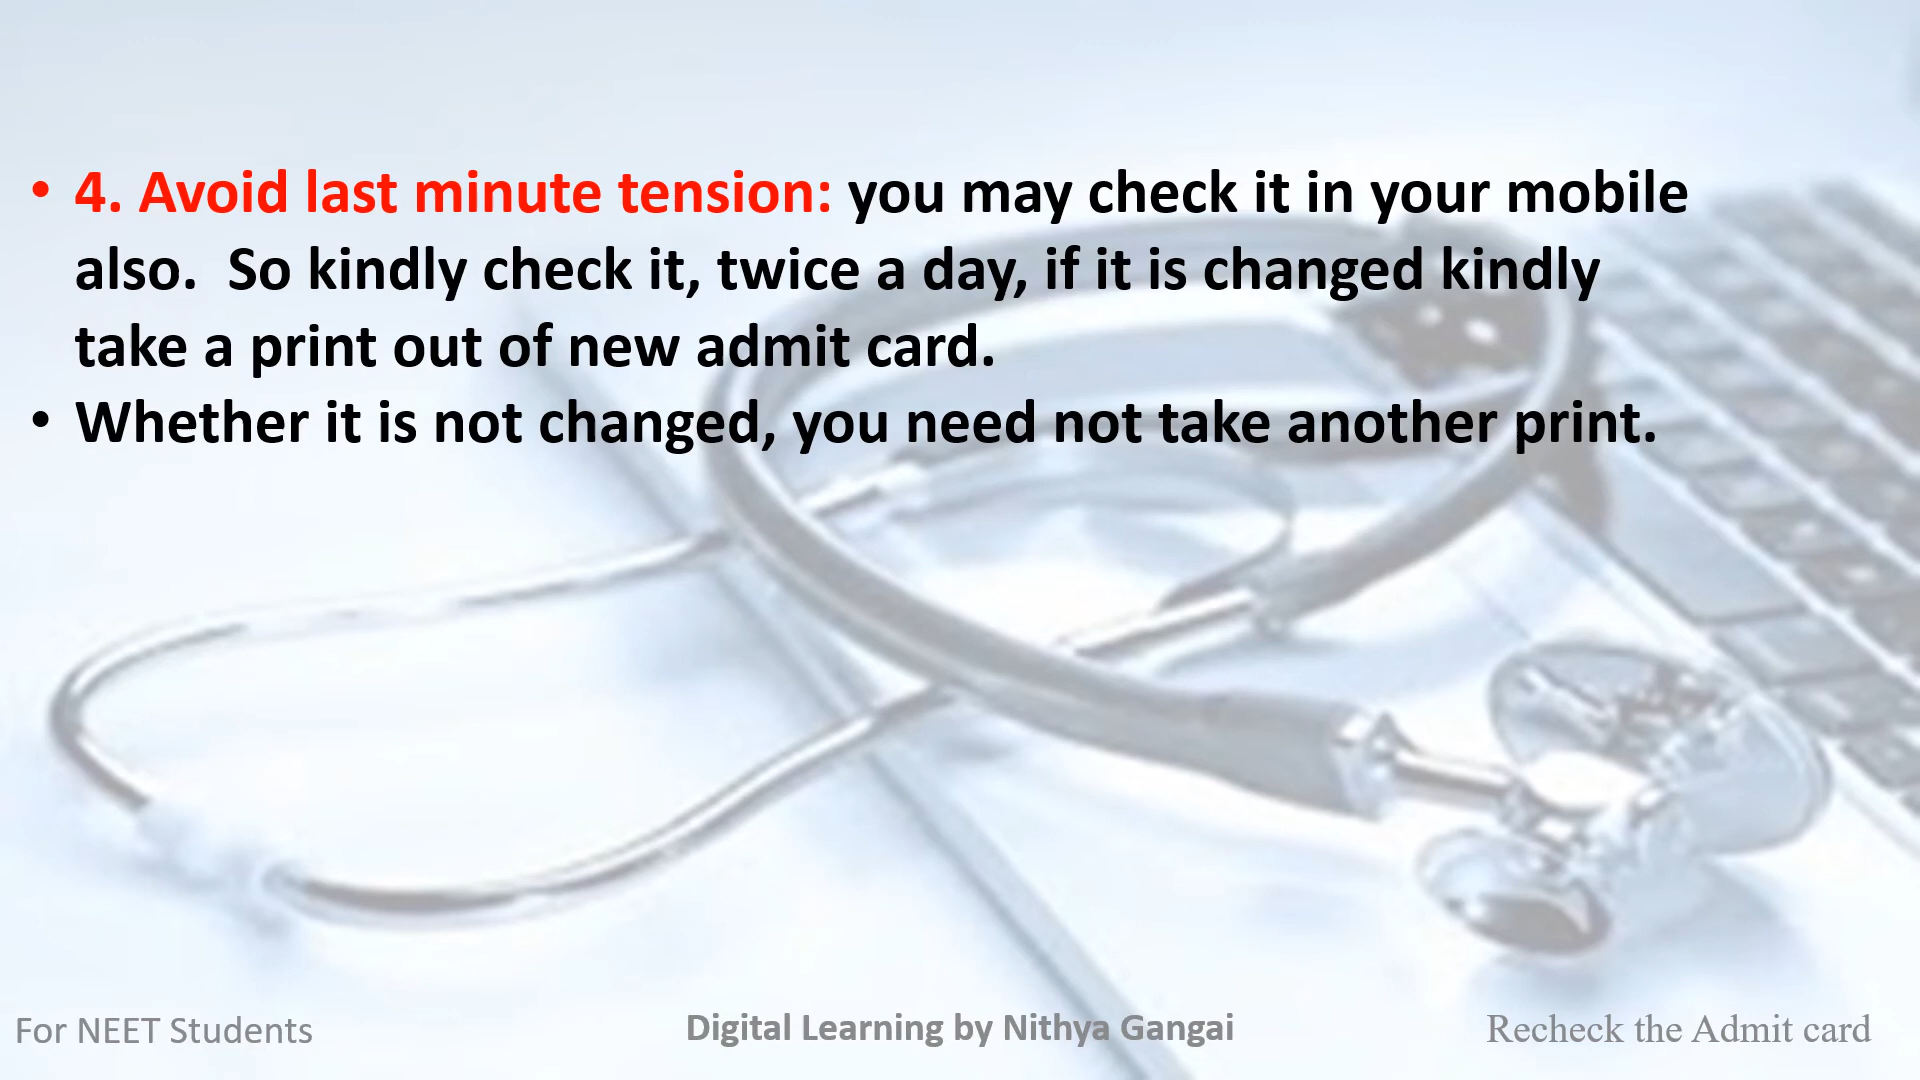 • 4. Avoid last minute tension: you may check it in your mobile
also.  So kindly check it, twice a day, if it is changed kindly
take a print out of new admit card.
• Whether it is not changed, you need not take another print.
For NEET Students
Digital Learning by Nithya Gangai
Recheck the Admit card